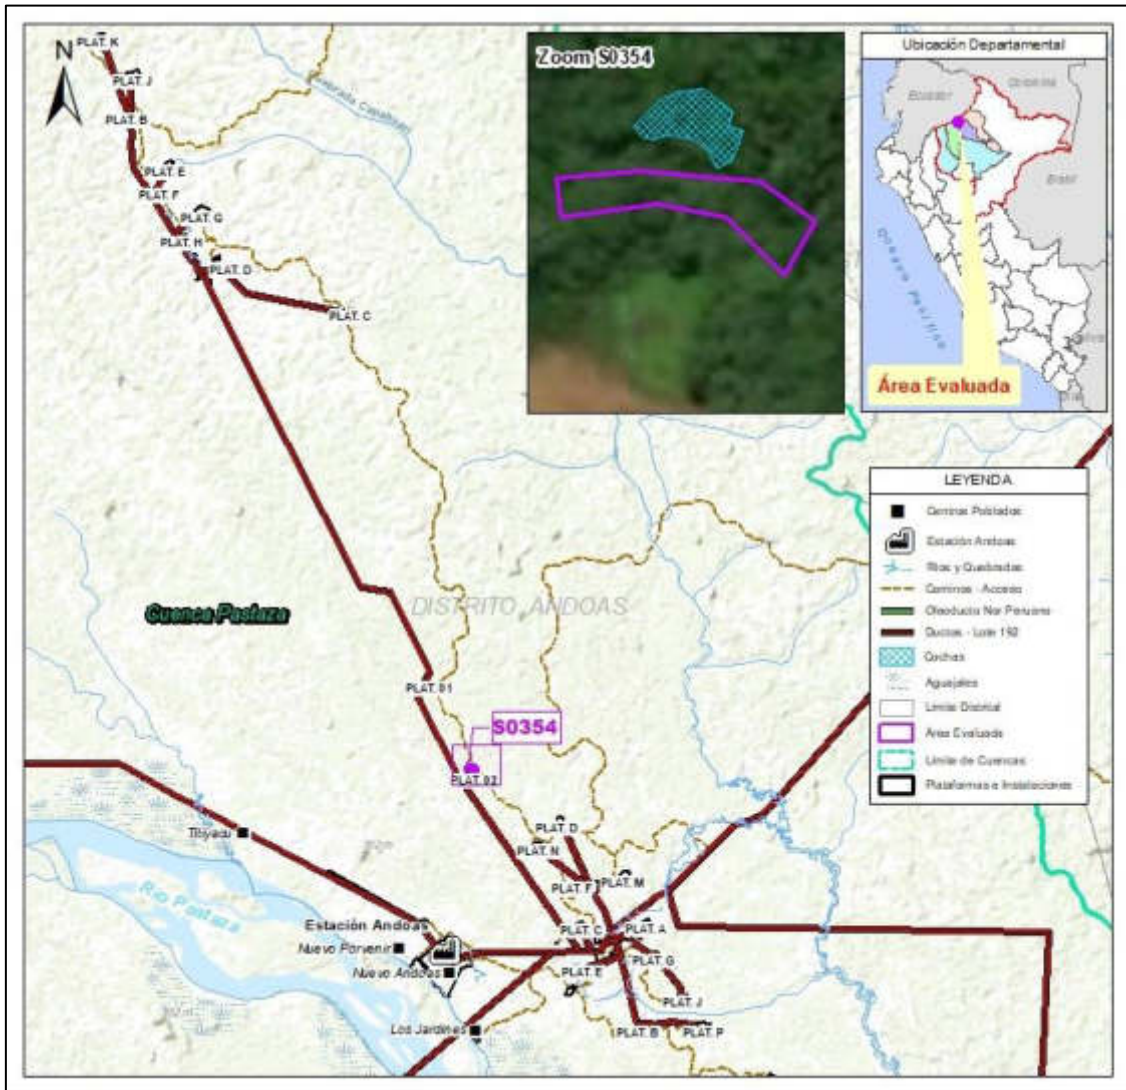 N
PLAT. K
PLAT. J
PLAT. B
PLAT. E
PLAT. F
PLAT. G
PLAT. H
PLAT. D
PLAT. C
Zoom S0354
Ubicación Departamental
Ecuador
Colombia
Brasil
Océano Pacífico
Área Evaluada
LEYENDA
Centros Poblados
Estación Andoas
Ríos y Quebradas
Caminos - Acceso
Oleoducto Nor Peruano
Ductos - Lote 192
Cochas
Aguajales
Límite Distrital
Área Evaluada
Límite de Cuencas
Plataformas e Instalaciones
Cuenca Pastaza
DISTRITO ANDOAS
PLAT. 01
S0354
PLAT. 02
Titiyacu
Río Pastaza
PLAT. D
PLAT. N
PLAT. F
PLAT. M
Estación Andoas
PLAT. C
PLAT. A
Nuevo Porvenir
PLAT. G
Nuevo Andoas
PLAT. E
PLAT. J
Los Jardines
PLAT. B
PLAT. P